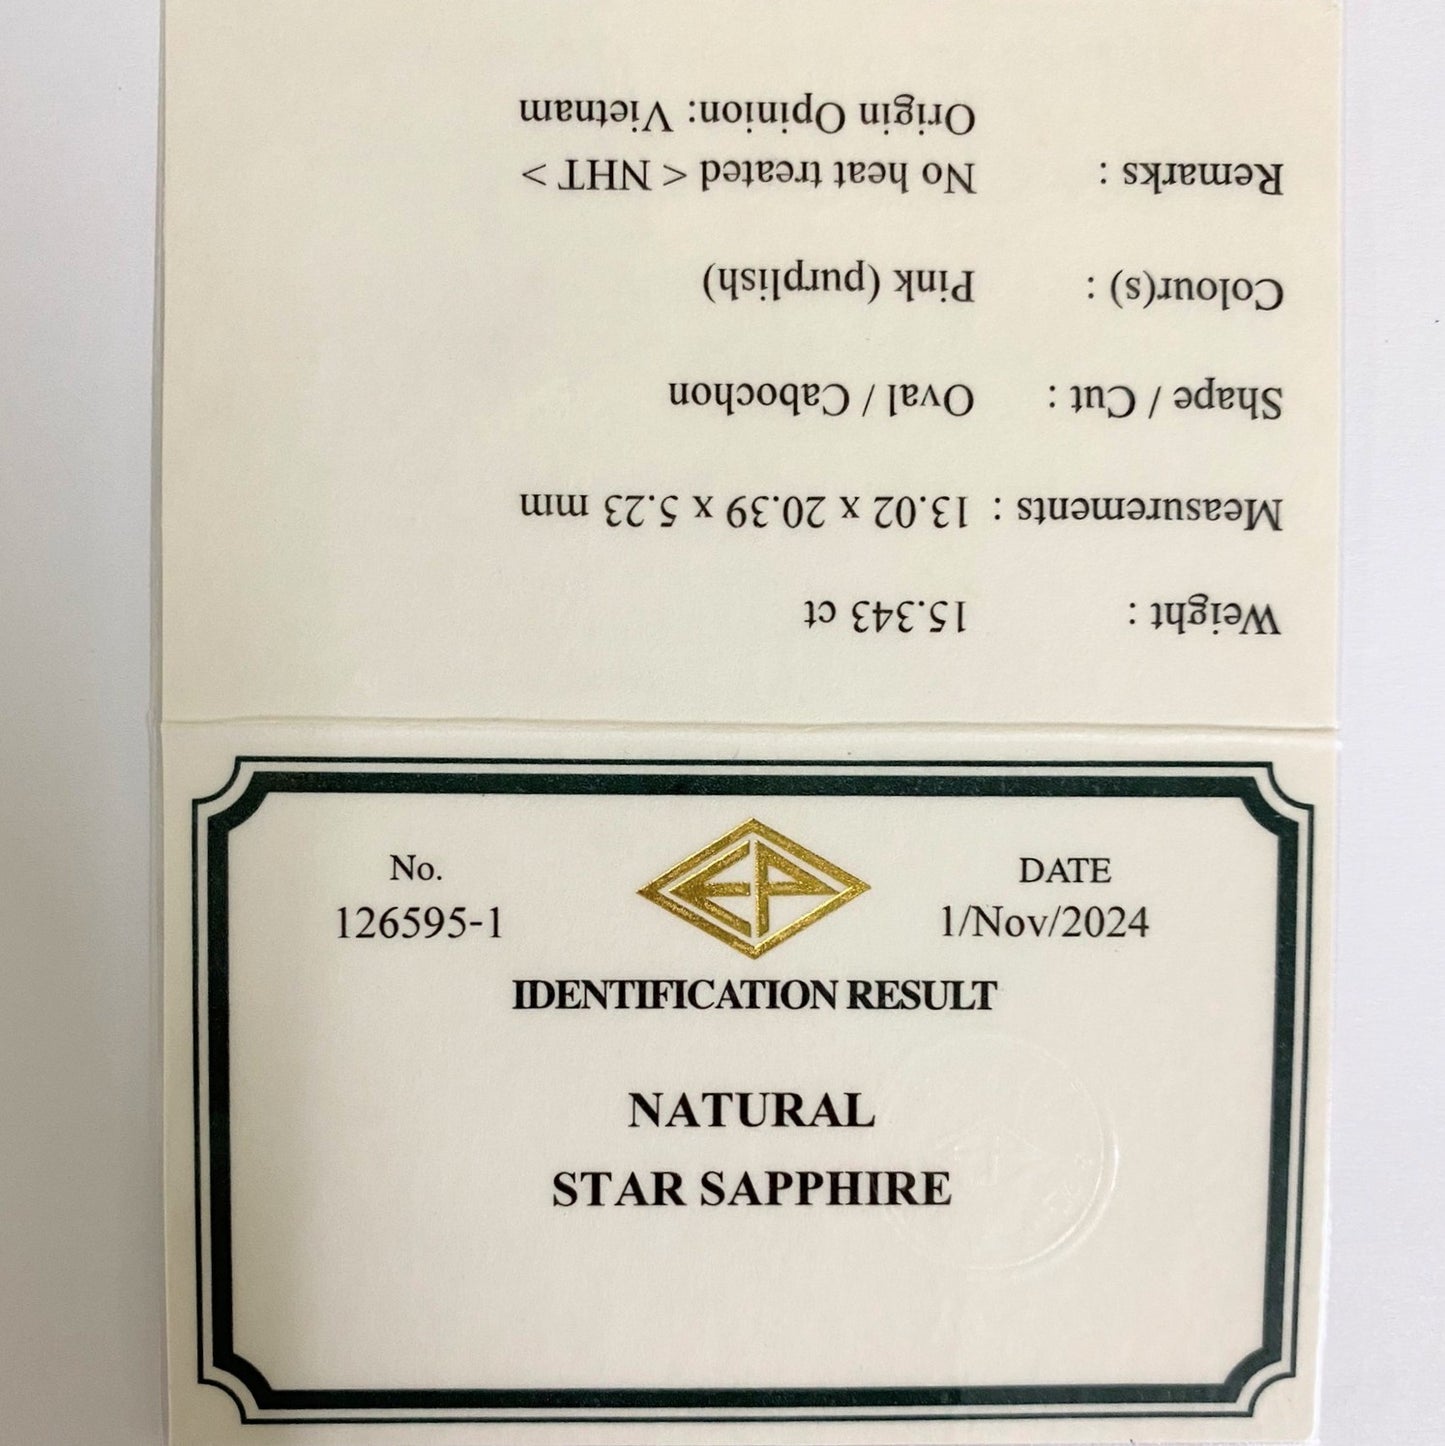 No.
126595-1
EP
DATE
1/Nov/2024
IDENTIFICATION RESULT
NATURAL
STAR SAPPHIRE
Weight : 15.343 ct
Measurements : 13.02 x 20.39 x 5.23 mm
Shape / Cut : Oval / Cabochon
Colour(s) : Pink (purplish)
Remarks : No heat treated < NHT >
Origin Opinion: Vietnam